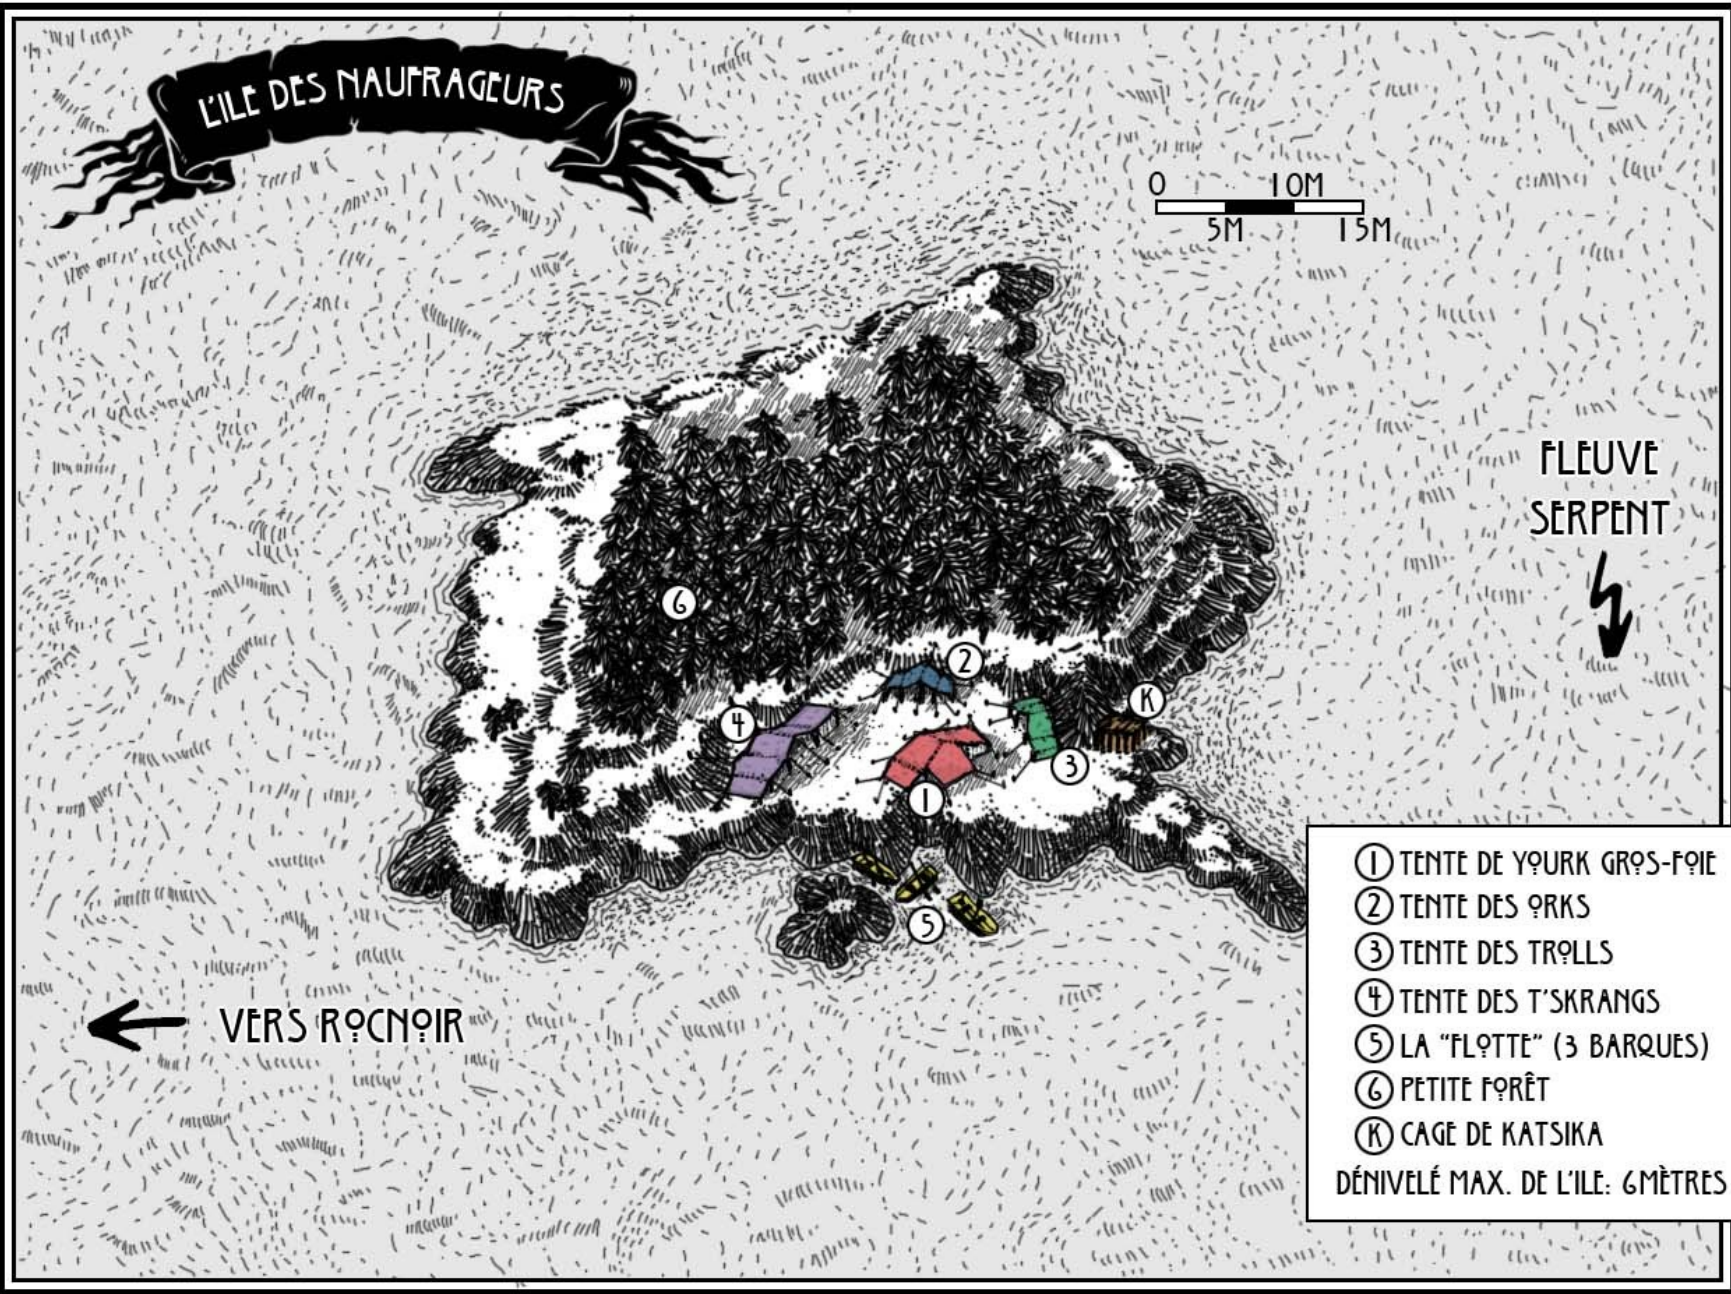 L'ILE DES NAUFRAGEURS
0 10M
5M 15M
FLEUVE
SERPENT
6
2
K
4
3
1
5
VERS ROCNOIR
1 TENTE DE YOURK GROS-FOIE
2 TENTE DES ORKS
3 TENTE DES TROLLS
4 TENTE DES T'SKRANGS
5 LA "FLOTTE" (3 BARQUES)
6 PETITE FORÊT
K CAGE DE KATSIKA
DÉNIVELÉ MAX. DE L'ILE: 6MÈTRES